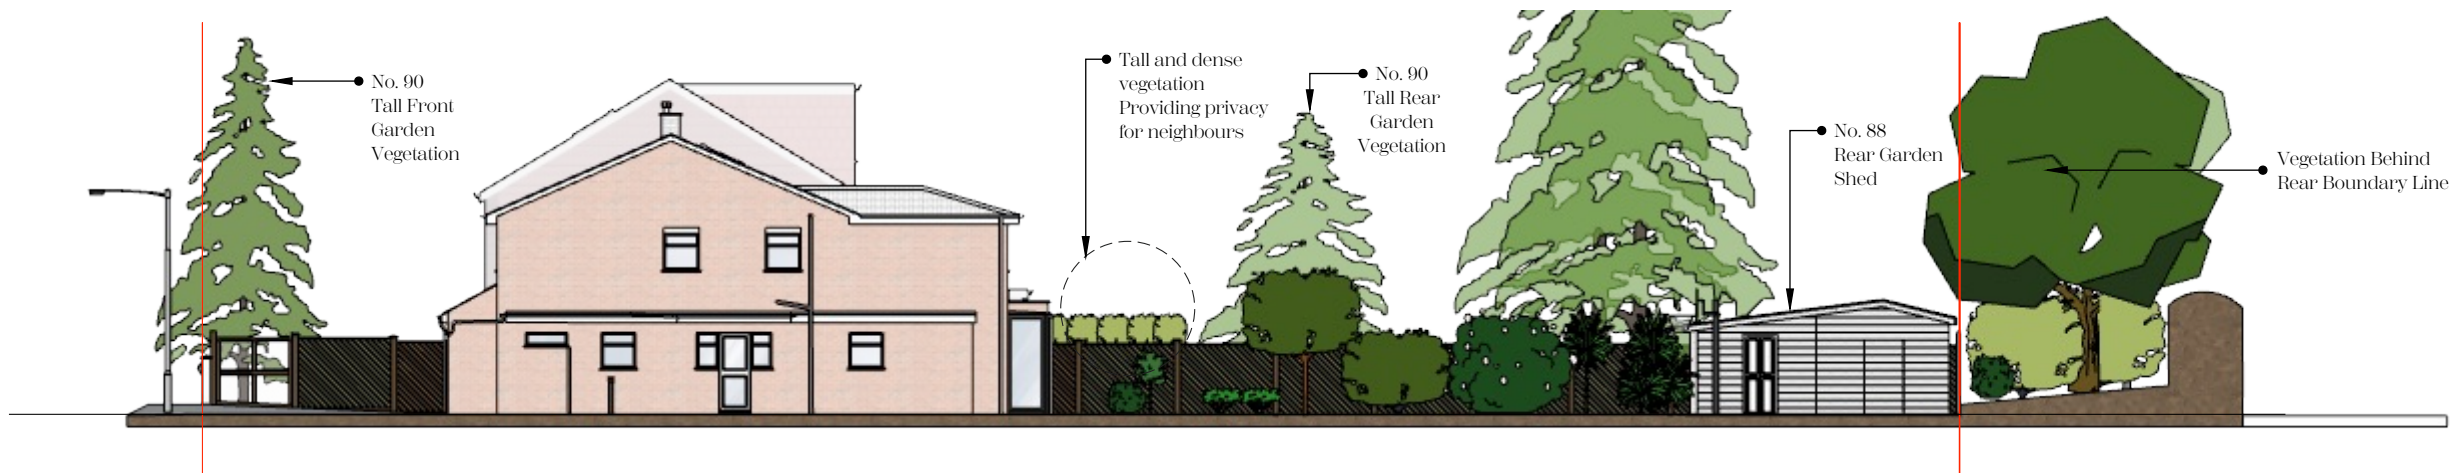 No. 90
Tall Front
Garden
Vegetation
Tall and dense
vegetation
Providing privacy
for neighbours
No. 90
Tall Rear
Garden
Vegetation
No. 88
Rear Garden
Shed
Vegetation Behind
Rear Boundary Line